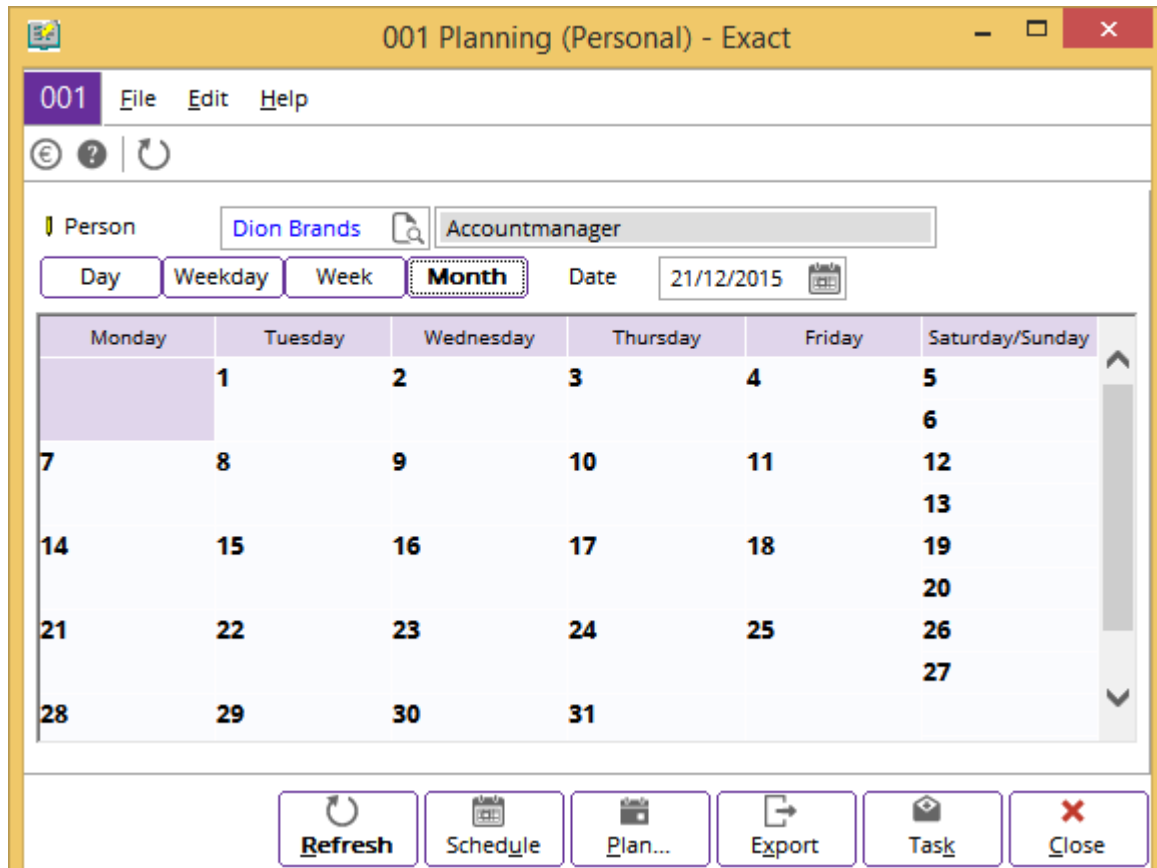 001 Planning (Personal) - Exact
001 File Edit Help
Person Dion Brands Accountmanager
Day Weekday Week Month Date 21/12/2015
Monday Tuesday Wednesday Thursday Friday Saturday/Sunday
1 2 3 4 5
6
7 8 9 10 11 12
13
14 15 16 17 18 19
20
21 22 23 24 25 26
27
28 29 30 31
Refresh Schedule Plan... Export Task Close